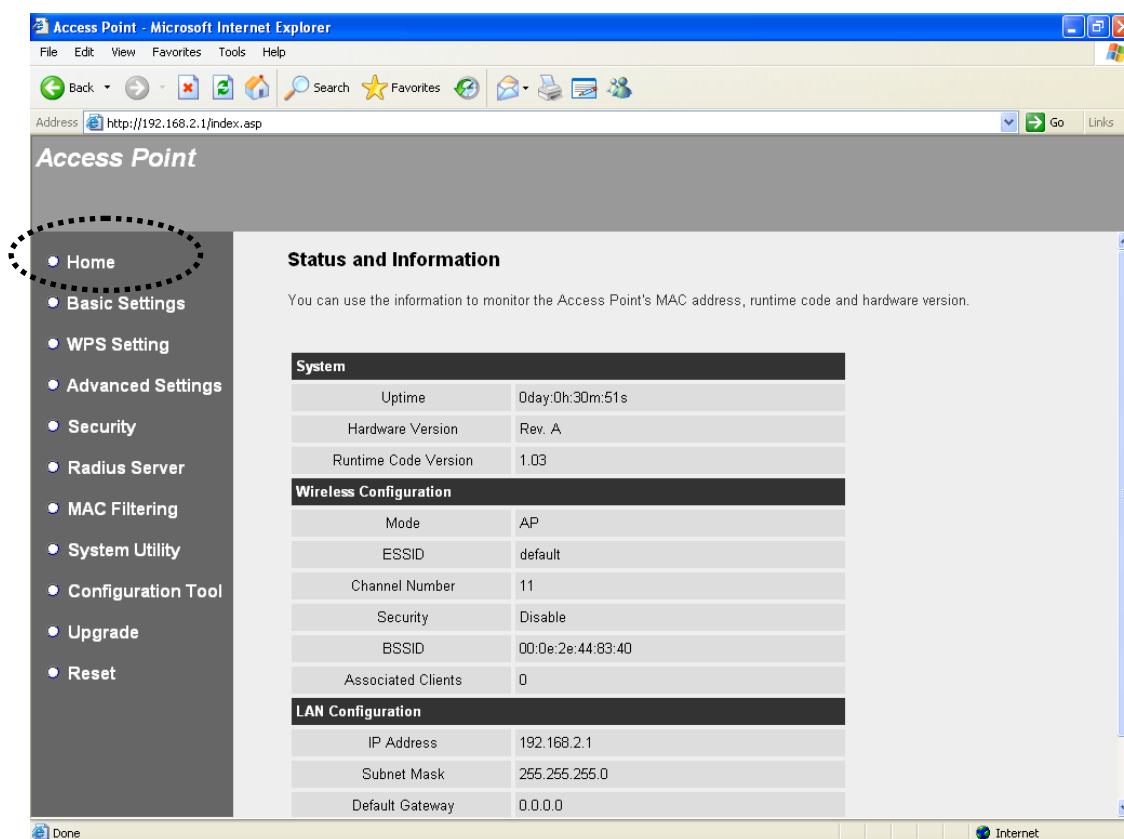 Access Point - Microsoft Internet Explorer
File Edit View Favorites Tools Help
Back Search Favorites
Address http://192.168.2.1/index.asp Go Links
Access Point
Home
Basic Settings
WPS Setting
Advanced Settings
Security
Radius Server
MAC Filtering
System Utility
Configuration Tool
Upgrade
Reset
Status and Information
You can use the information to monitor the Access Point's MAC address, runtime code and hardware version.
System
Uptime 0day:0h:30m:51s
Hardware Version Rev. A
Runtime Code Version 1.03
Wireless Configuration
Mode AP
ESSID default
Channel Number 11
Security Disable
BSSID 00:0e:2e:44:83:40
Associated Clients 0
LAN Configuration
IP Address 192.168.2.1
Subnet Mask 255.255.255.0
Default Gateway 0.0.0.0
Done Internet